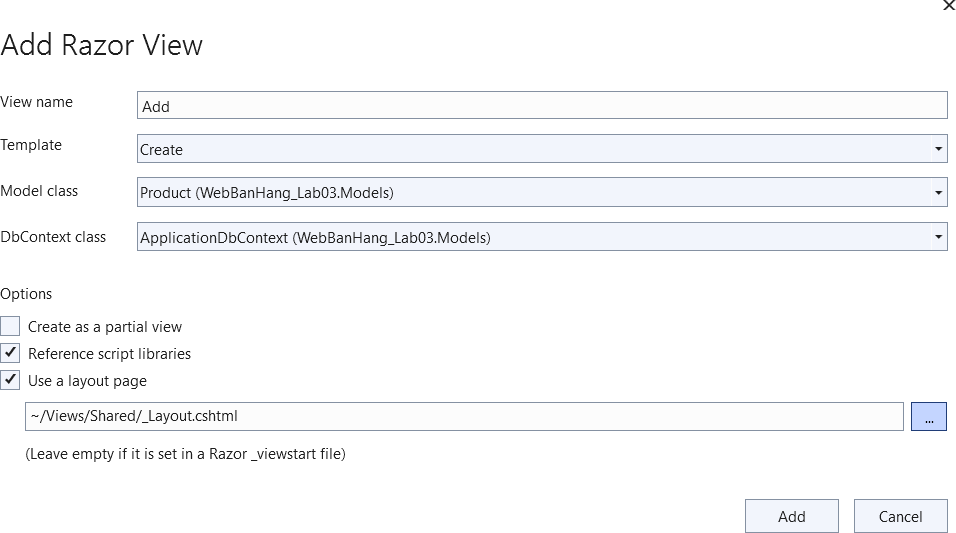 Add Razor View
View name
Add
Template
Create
Model class
Product (WebBanHang_Lab03.Models)
DbContext class
ApplicationDbContext (WebBanHang_Lab03.Models)
Options
Create as a partial view
Reference script libraries
Use a layout page
~/Views/Shared/_Layout.cshtml
...
(Leave empty if it is set in a Razor _viewstart file)
Add
Cancel